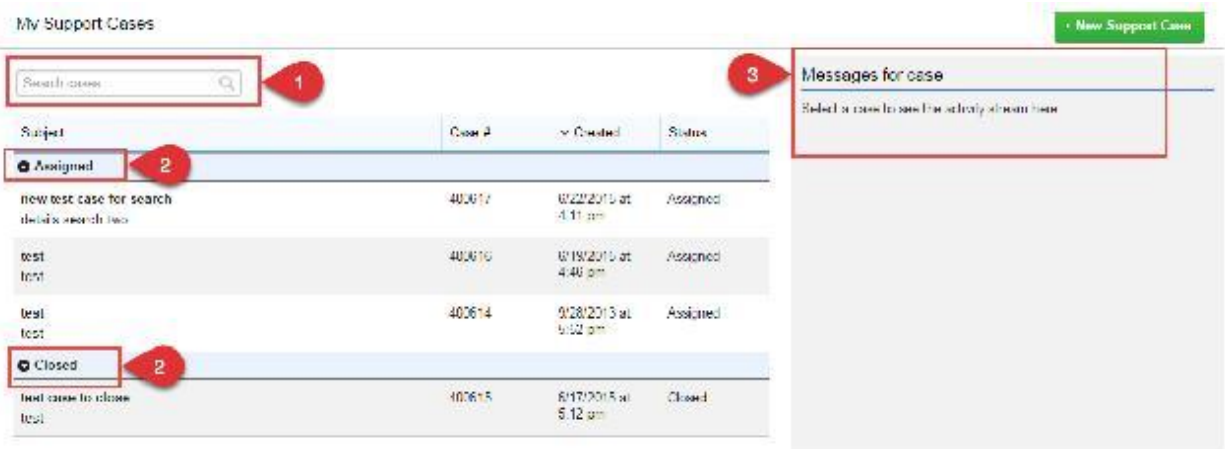 My Support Cases
+ New Support Case
Search cases
1
3
Messages for case
Select a case to see the activity stream here
Subject
Case #
Created
Status
Assigned
2
new test case for search
400617
6/22/2015 at
Assigned
details search two
4:11 pm
test
400616
6/19/2015 at
Assigned
test
4:46 pm
test
400614
9/28/2013 at
Assigned
test
5:52 pm
Closed
2
test case to close
400615
6/17/2015 at
Closed
test
5:12 pm